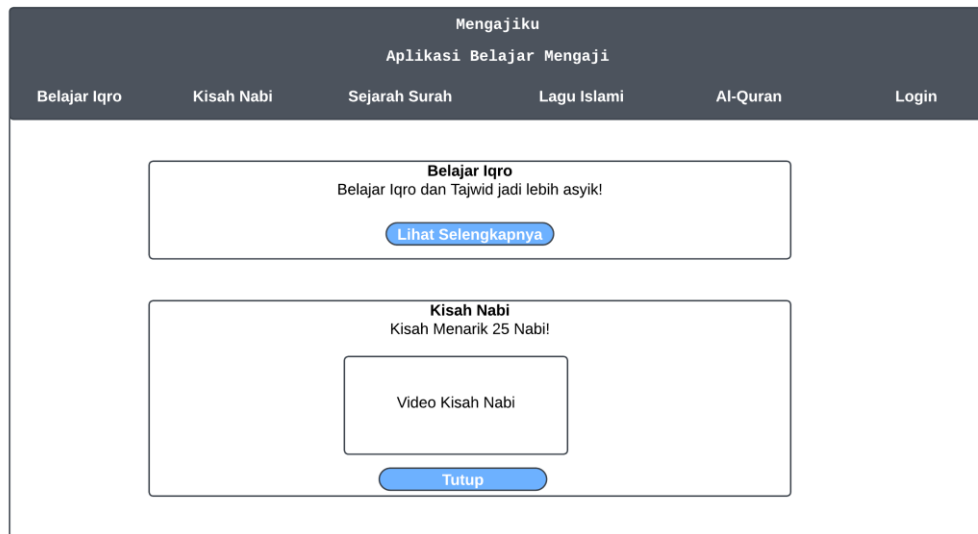 Mengajiku
Aplikasi Belajar Mengaji
Belajar Iqro Kisah Nabi Sejarah Surah Lagu Islami Al-Quran Login
Belajar Iqro
Belajar Iqro dan Tajwid jadi lebih asyik!
Lihat Selengkapnya
Kisah Nabi
Kisah Menarik 25 Nabi!
Video Kisah Nabi
Tutup